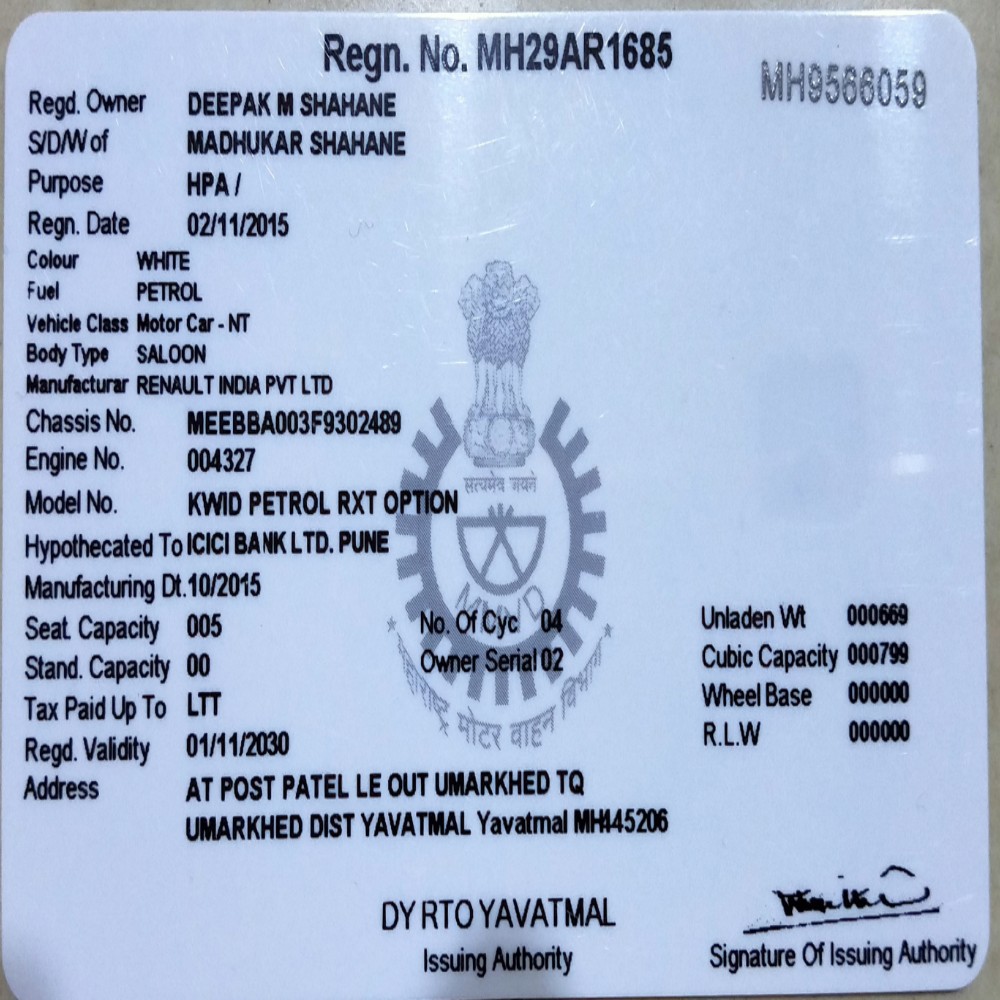 Regn. No. MH29AR1685
MH9566059
Regd. Owner DEEPAK M SHAHANE
S/D/W of MADHUKAR SHAHANE
Purpose HPA /
Regn. Date 02/11/2015
Colour WHITE
Fuel PETROL
Vehicle Class Motor Car - NT
Body Type SALOON
Manufacturar RENAULT INDIA PVT LTD
Chassis No. MEEBBA003F9302489
Engine No. 004327
सत्यमेव जयते
Model No. KWID PETROL RXT OPTION
Hypothecated To ICICI BANK LTD. PUNE
Manufacturing Dt. 10/2015
Seat Capacity 005 No. Of Cyc 04 Unladen Wt 000669
Stand. Capacity 00 Owner Serial 02 Cubic Capacity 000799
Tax Paid Up To LTT Wheel Base 000000
Regd. Validity 01/11/2030 R.L.W 000000
महाराष्ट्र मोटर वाहन विभाग
Address AT POST PATEL LE OUT UMARKHED TQ
UMARKHED DIST YAVATMAL Yavatmal MH445206
DY RTO YAVATMAL
Issuing Authority
Signature Of Issuing Authority